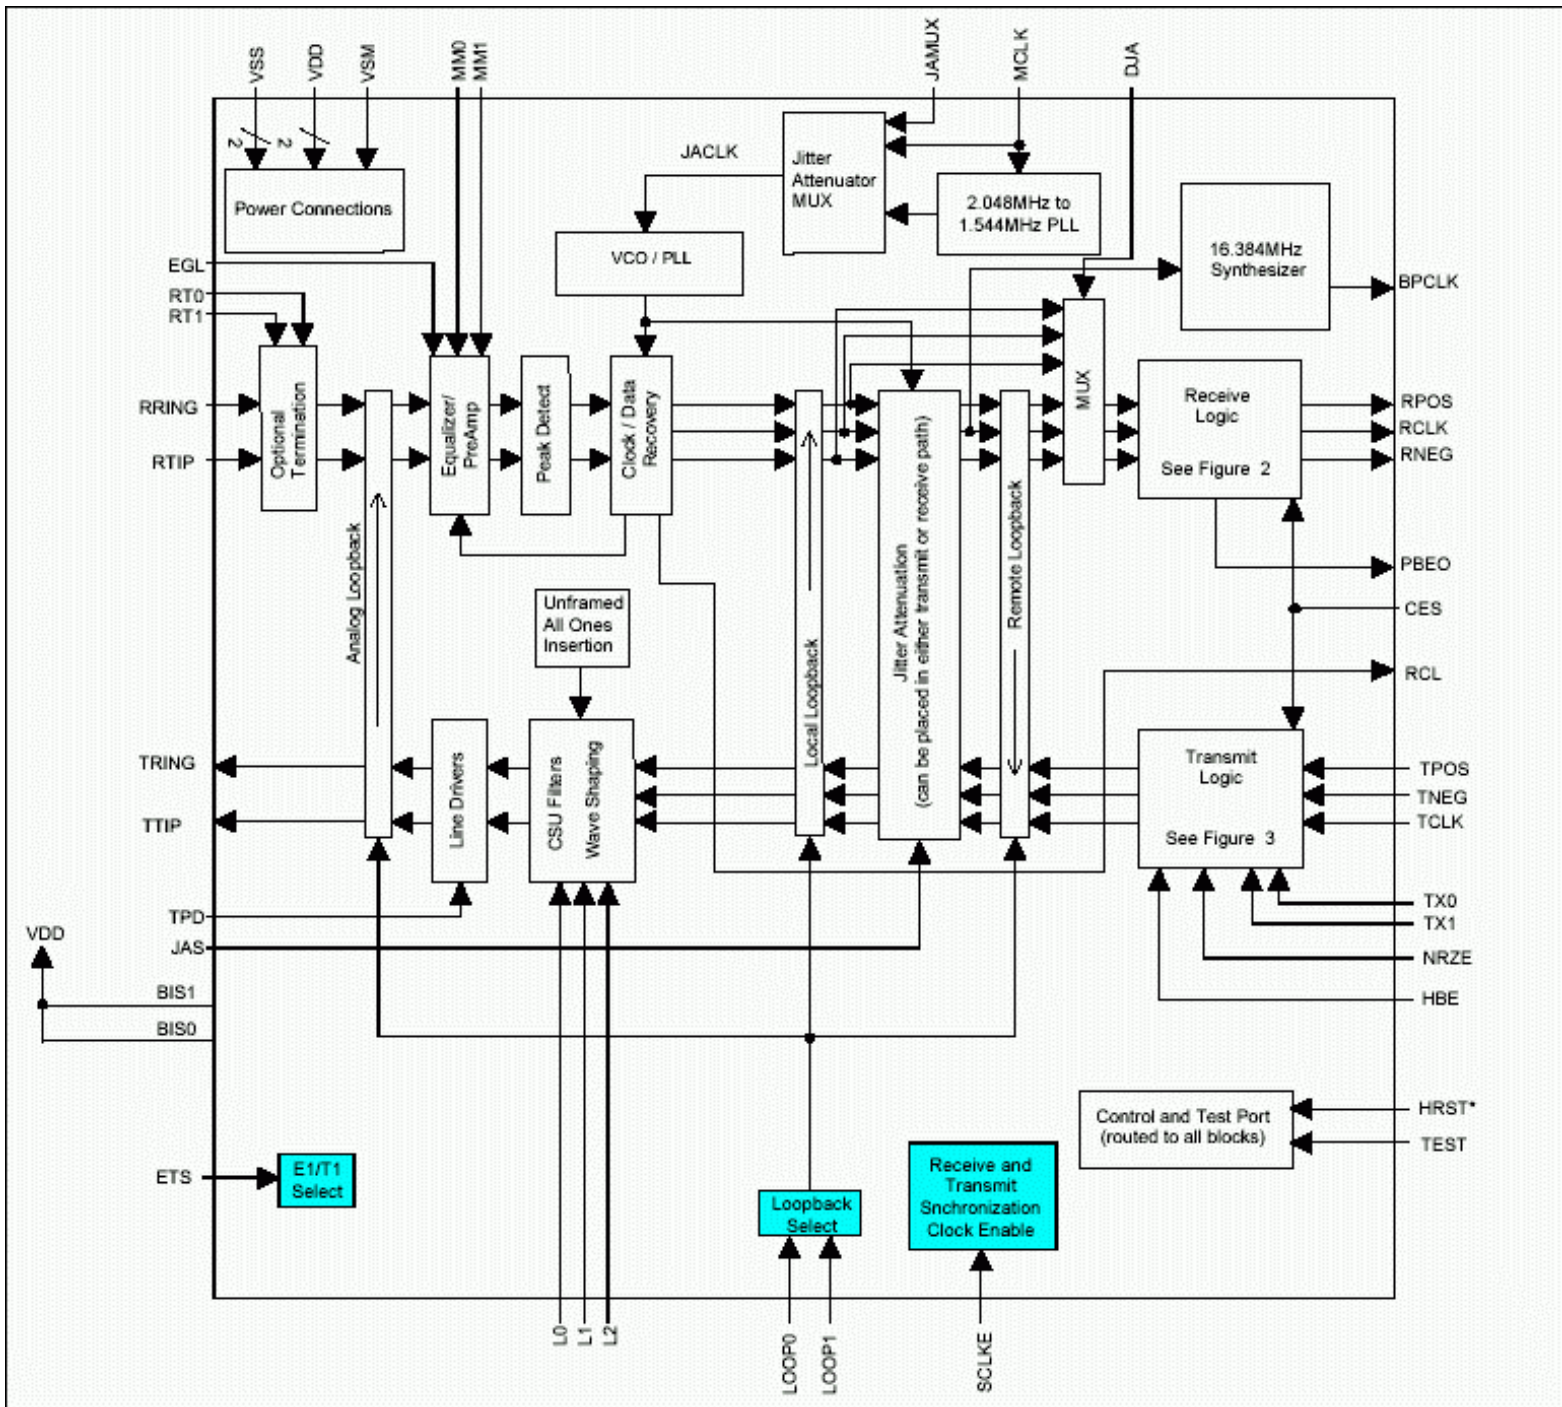 VSS
VDD
VSM
MM0
MM1
JAMUX
MCLK
DJA
2
2
Power Connections
JACLK
Jitter
Attenuator
MUX
2.048MHz to
1.544MHz PLL
16.384MHz
Synthesizer
VCO / PLL
BPCLK
EGL
RT0
RT1
RRING
RTIP
Optional
Termination
Analog Loopback
Equalizer/
PreAmp
Peak Detect
Clock / Data
Recovery
Local Loopback
Jitter Attenuation
(can be placed in either transmit or receive path)
Remote Loopback
MUX
Receive
Logic
See Figure 2
RPOS
RCLK
RNEG
PBEO
CES
RCL
Unframed
All Ones
Insertion
TRING
TTIP
Line Drivers
CSU Filters
Wave Shaping
Transmit
Logic
See Figure 3
TPOS
TNEG
TCLK
TX0
TX1
NRZE
HBE
TPD
JAS
VDD
BIS1
BIS0
ETS
E1/T1
Select
Loopback
Select
Receive and
Transmit
Snchronization
Clock Enable
Control and Test Port
(routed to all blocks)
HRST*
TEST
L0
L1
L2
LOOP0
LOOP1
SCLKE